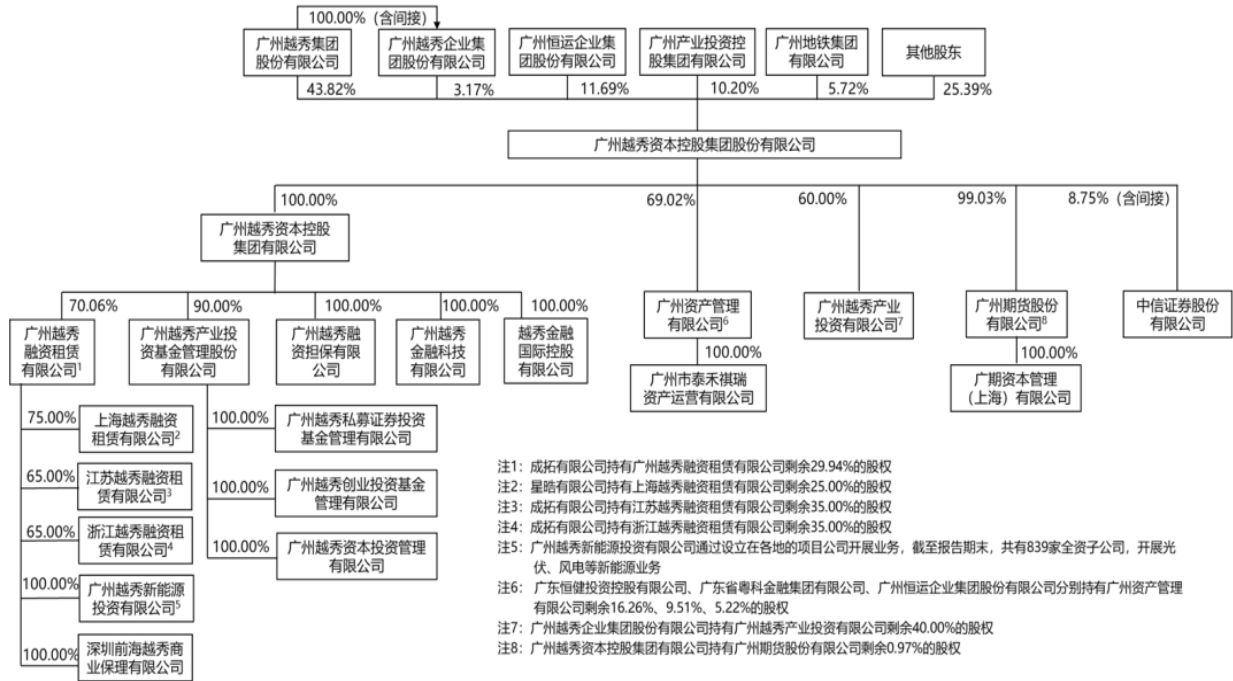 100.00% (含间接)
广州越秀集团
股份有限公司
广州越秀企业集
团股份有限公司
广州恒运企业集
团股份有限公司
广州产业投资控
股集团有限公司
广州地铁集团
有限公司
其他股东
43.82%
3.17%
11.69%
10.20%
5.72%
25.39%
广州越秀资本控股集团股份有限公司
100.00%
69.02%
60.00%
99.03%
8.75% (含间接)
广州越秀资本控股
集团有限公司
70.06%
90.00%
100.00%
100.00%
100.00%
广州越秀
融资租赁
有限公司1
广州越秀产业投
资基金管理股份
有限公司
广州越秀融
资担保有限
公司
广州越秀
金融科技
有限公司
越秀金融
国际控股
有限公司
广州资产管理
有限公司6
广州越秀产业
投资有限公司7
广州期货股份
有限公司8
中信证券股份
有限公司
100.00%
100.00%
广州市泰禾祺瑞
资产运营有限公司
广期资本管理
（上海）有限公司
75.00%
上海越秀融资
租赁有限公司2
65.00%
江苏越秀融资租
赁有限公司3
65.00%
浙江越秀融资租
赁有限公司4
100.00%
广州越秀新能源
投资有限公司5
100.00%
深圳前海越秀商
业保理有限公司
100.00%
广州越秀私募证券投资
基金管理有限公司
100.00%
广州越秀创业投资基金
管理有限公司
100.00%
广州越秀资本投资管理
有限公司
注1：成拓有限公司持有广州越秀融资租赁有限公司剩余29.94%的股权
注2：星皓有限公司持有上海越秀融资租赁有限公司剩余25.00%的股权
注3：成拓有限公司持有江苏越秀融资租赁有限公司剩余35.00%的股权
注4：成拓有限公司持有浙江越秀融资租赁有限公司剩余35.00%的股权
注5：广州越秀新能源投资有限公司通过设立在各地的项目公司开展业务，截至报告期末，共有839家全资子公司，开展光
伏、风电等新能源业务
注6：广东恒健投资控股有限公司、广东省粤科金融集团有限公司、广州恒运企业集团股份有限公司分别持有广州资产管理
有限公司剩余16.26%、9.51%、5.22%的股权
注7：广州越秀企业集团股份有限公司持有广州越秀产业投资有限公司剩余40.00%的股权
注8：广州越秀资本控股集团有限公司持有广州期货股份有限公司剩余0.97%的股权